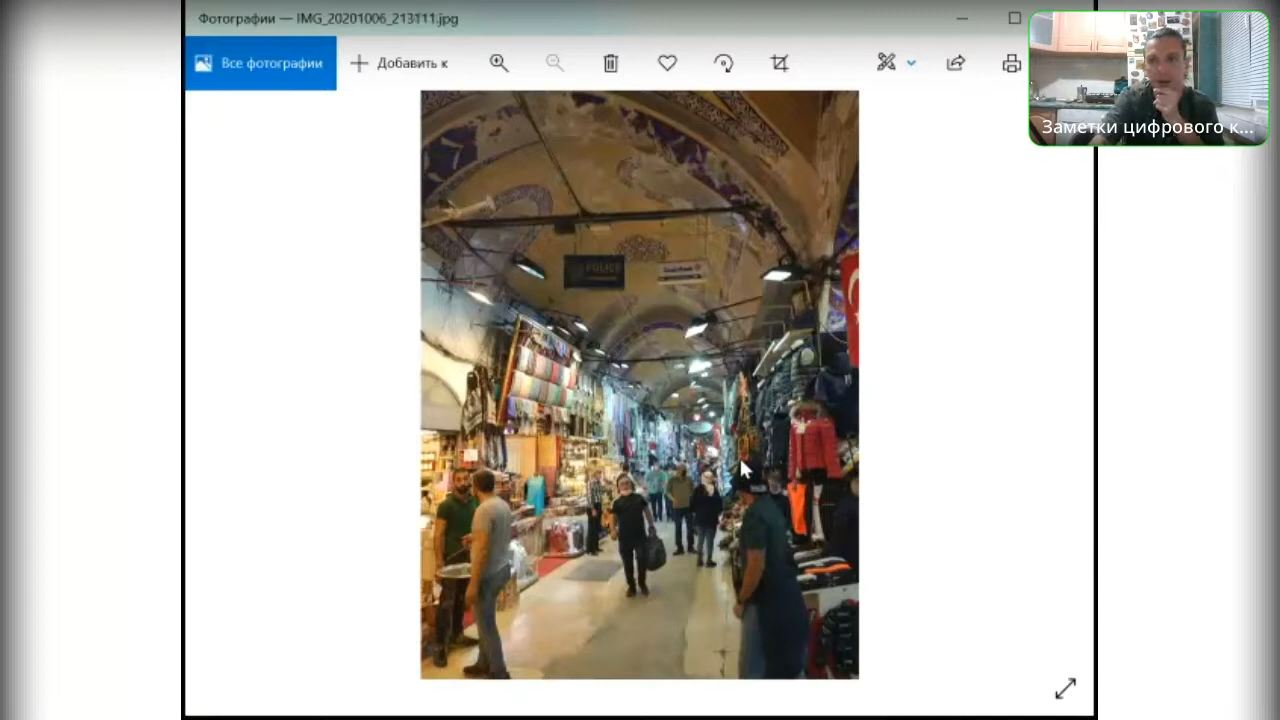 Фотографии — IMG_20201006_213111.jpg
Все фотографии
Добавить к
Заметки цифрового к...
POLICE